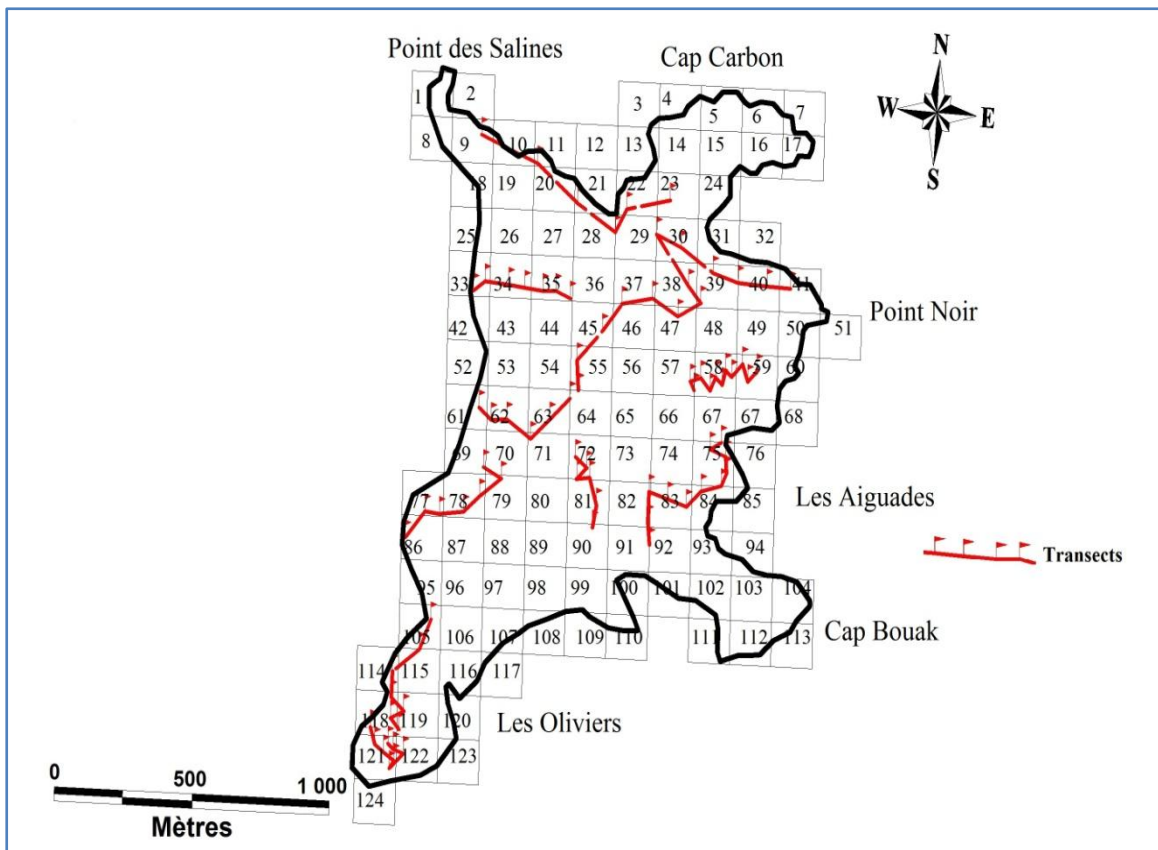 Point des Salines
Cap Carbon
N
W E
S
1 2 3 4 5 6 7
8 9 10 11 12 13 14 15 16 17
18 19 20 21 22 23 24
25 26 27 28 29 30 31 32
33 34 35 36 37 38 39 40 41
Point Noir
42 43 44 45 46 47 48 49 50 51
52 53 54 55 56 57 58 59 60
61 62 63 64 65 66 67 67 68
69 70 71 72 73 74 75 76
77 78 79 80 81 82 83 84 85
Les Aiguades
86 87 88 89 90 91 92 93 94
Transects
95 96 97 98 99 100 101 102 103 104
105 106 107 108 109 110 111 112 113
Cap Bouak
114 115 116 117
118 119 120
Les Oliviers
121 122 123
124
0 500 1 000
Mètres